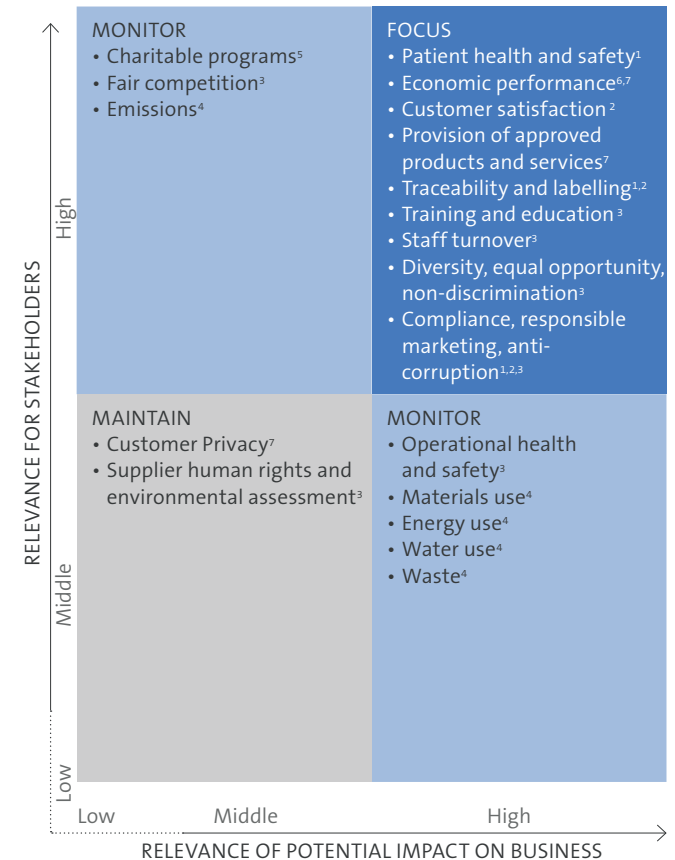 MONITOR
• Charitable programs⁵
• Fair competition³
• Emissions⁴
FOCUS
• Patient health and safety¹
• Economic performance⁶,⁷
• Customer satisfaction ²
• Provision of approved
products and services⁷
• Traceability and labelling¹,²
• Training and education ³
• Staff turnover³
• Diversity, equal opportunity,
non-discrimination³
• Compliance, responsible
marketing, anti-
corruption¹,²,³
MAINTAIN
• Customer Privacy⁷
• Supplier human rights and
environmental assessment³
MONITOR
• Operational health
and safety³
• Materials use⁴
• Energy use⁴
• Water use⁴
• Waste⁴
RELEVANCE FOR STAKEHOLDERS
High
Middle
Low
Low
Middle
High
RELEVANCE OF POTENTIAL IMPACT ON BUSINESS